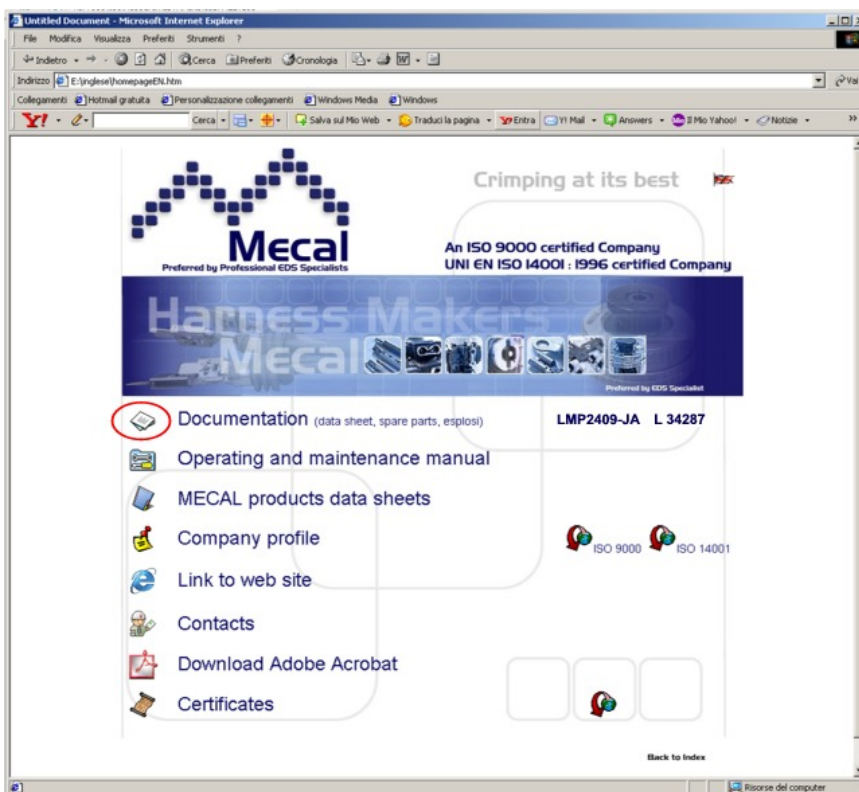 Untitled Document - Microsoft Internet Explorer
File Modifica Visualizza Preferiti Strumenti ?
Indietro Cerca Preferiti Cronologia
Indirizzo E:\inglese\homepageEN.htm Vai
Collegamenti Hotmail gratuita Personalizzazione collegamenti Windows Media Windows
Y! Cerca Salva sul Mio Web Traduci la pagina Entra Y! Mail Answers Il Mio Yahoo! Notizie »
Crimping at its best
Mecal
Preferred by Professional EDS Specialists
An ISO 9000 certified Company
UNI EN ISO 14001 : 1996 certified Company
Harness Makers
Mecal
Preferred by EDS Specialist
Documentation (data sheet, spare parts, esplosi) LMP2409-JA L 34287
Operating and maintenance manual
MECAL products data sheets
Company profile
ISO 9000 ISO 14001
Link to web site
Contacts
Download Adobe Acrobat
Certificates
Back to Index
Risorse del computer